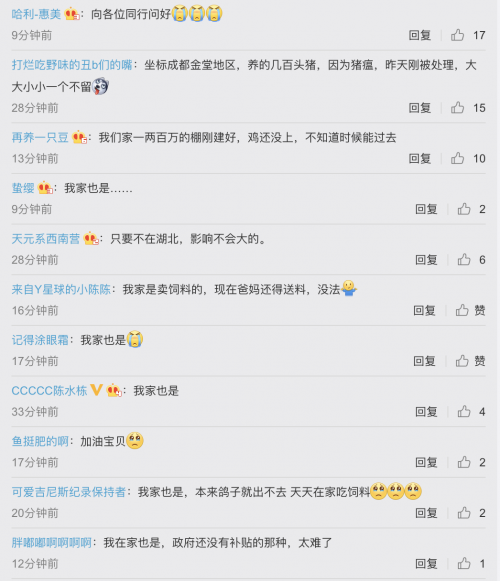 哈利-惠美：向各位同行问好
9分钟前 回复 17
打烂吃野味的丑b们的嘴：坐标成都金堂地区，养的几百头猪，因为猪瘟，昨天刚被处理，大
大小小一个不留
28分钟前 回复 15
再养一只豆：我们家一两百万的棚刚建好，鸡还没上，不知道时候能过去
13分钟前 回复 10
蛰缨：我家也是……
9分钟前 回复 2
天元系西南营：只要不在湖北，影响不会大的。
28分钟前 回复 6
来自Y星球的小陈陈：我家是卖饲料的，现在爸妈还得送料，没法
16分钟前 回复 赞
记得涂眼霜：我家也是
17分钟前 回复 赞
CCCCC陈水栋：我家也是
33分钟前 回复 4
鱼挺肥的啊：加油宝贝
17分钟前 回复 2
可爱吉尼斯纪录保持者：我家也是，本来鸽子就出不去 天天在家吃饲料
20分钟前 回复 2
胖嘟嘟啊啊啊啊：我在家也是，政府还没有补贴的那种，太难了
12分钟前 回复 1